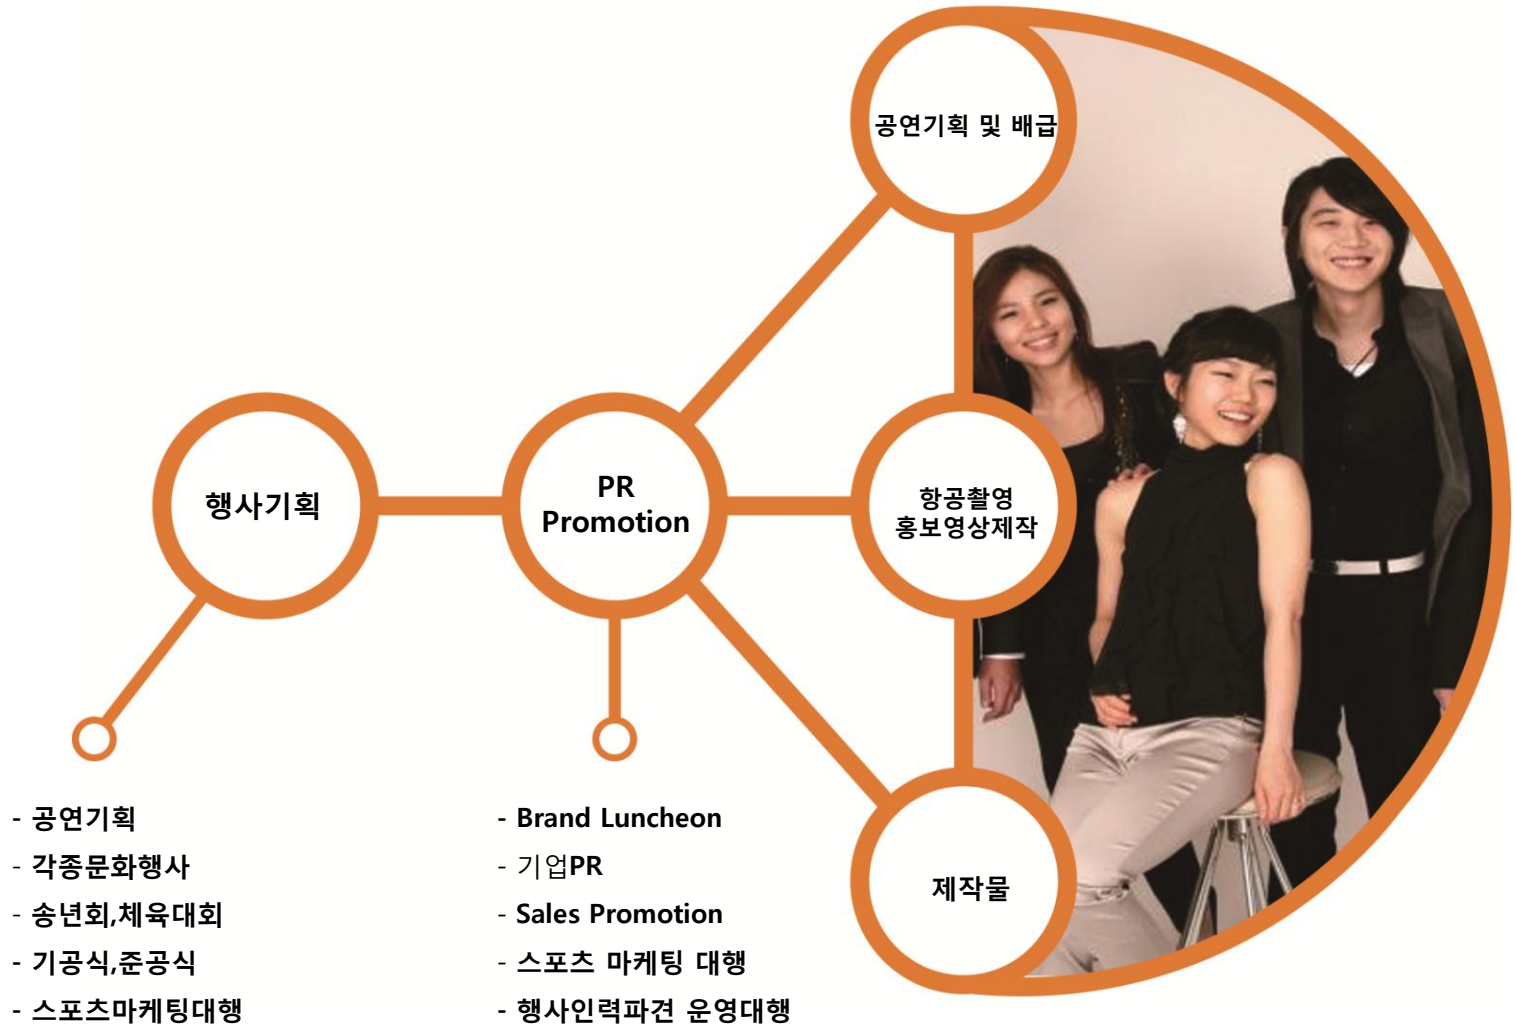 공연기획 및 배급
행사기획
PR
Promotion
항공촬영
홍보영상제작
제작물
- 공연기획
- 각종문화행사
- 송년회,체육대회
- 기공식,준공식
- 스포츠마케팅대행
- Brand Luncheon
- 기업PR
- Sales Promotion
- 스포츠 마케팅 대행
- 행사인력파견 운영대행